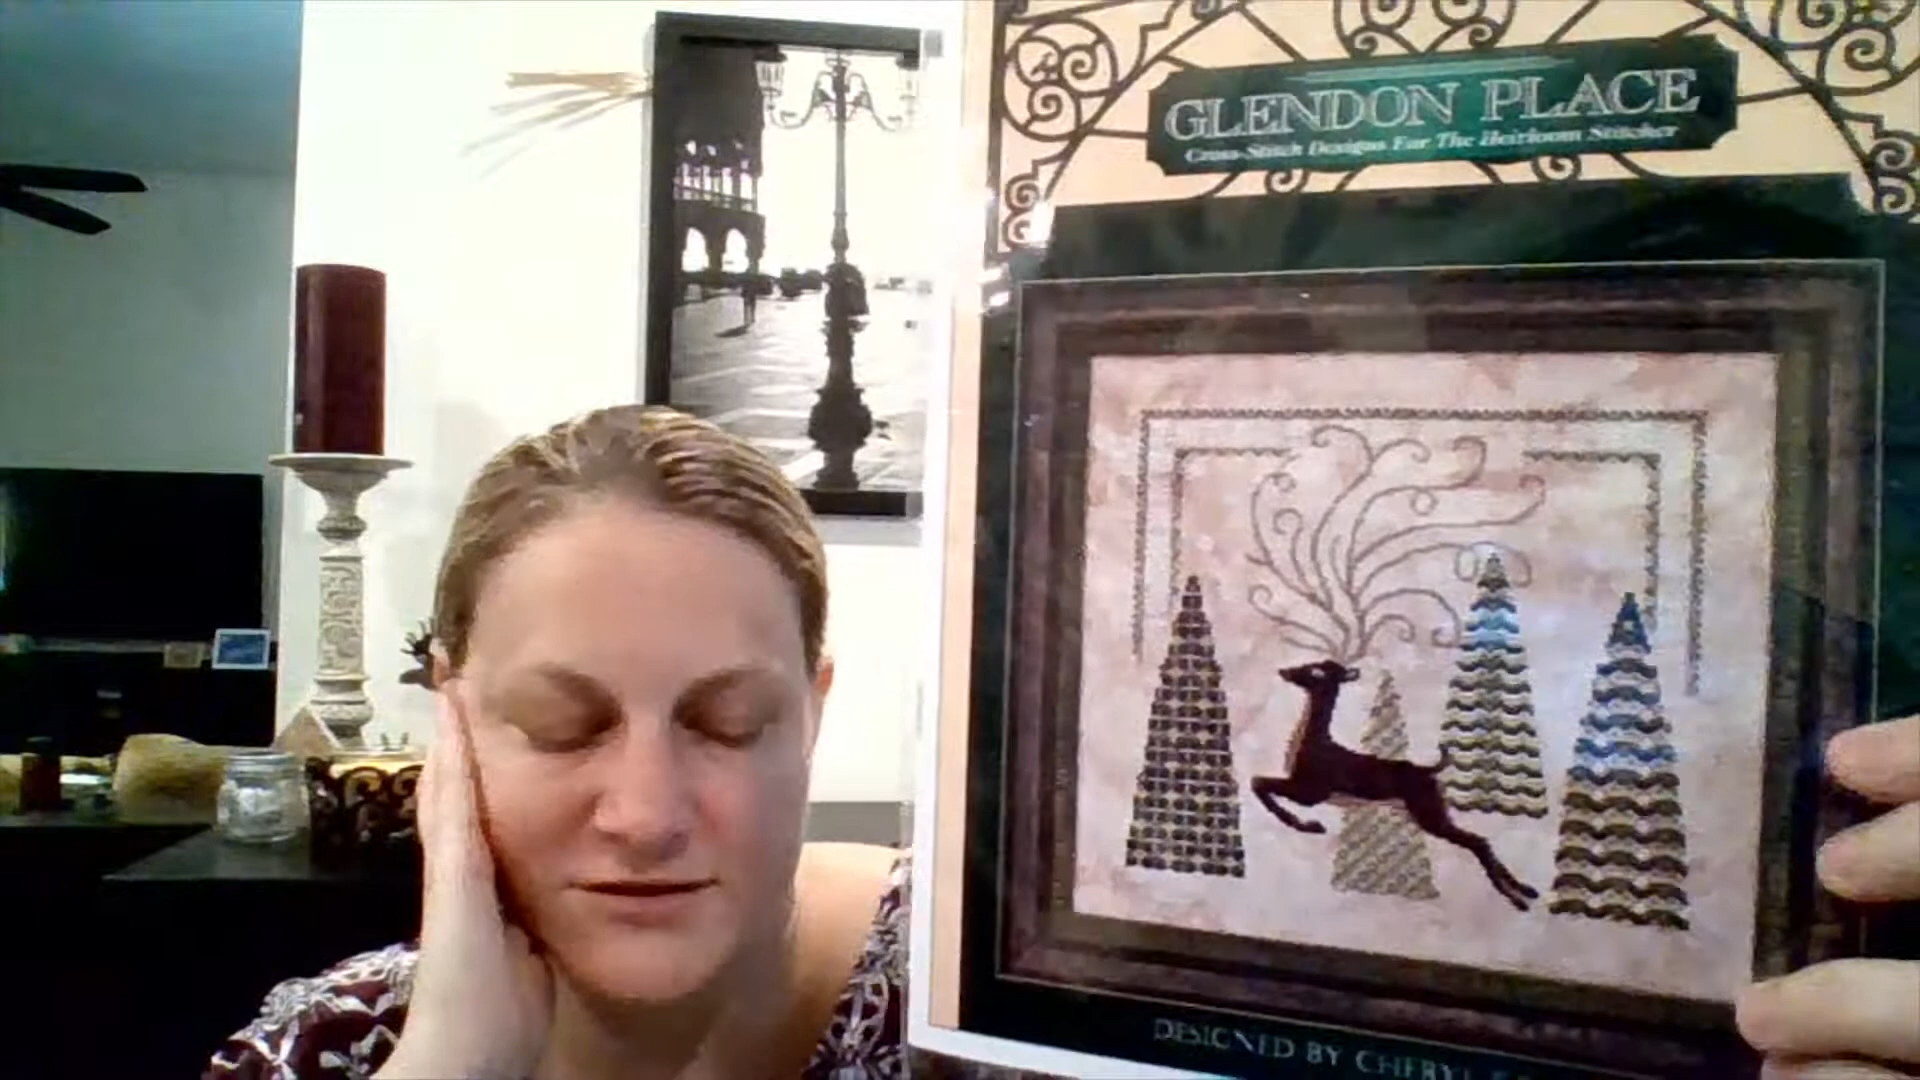 GLENDON PLACE
Cross-Stitch Designs For The Heirloom Stitcher
DESIGNED BY CHERYL